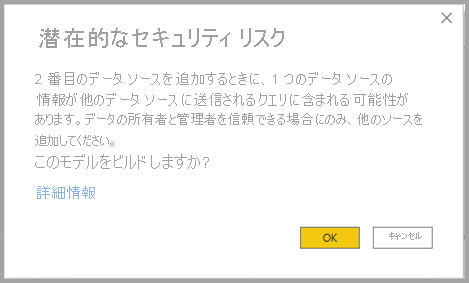 潜在的なセキュリティ リスク
2 番目のデータ ソースを追加するときに、1 つのデータ ソースの
情報が他のデータ ソースに送信されるクエリに含まれる可能性が
あります。データの所有者と管理者を信頼できる場合にのみ、他のソースを
追加してください。
このモデルをビルドしますか?
詳細情報
OK キャンセル